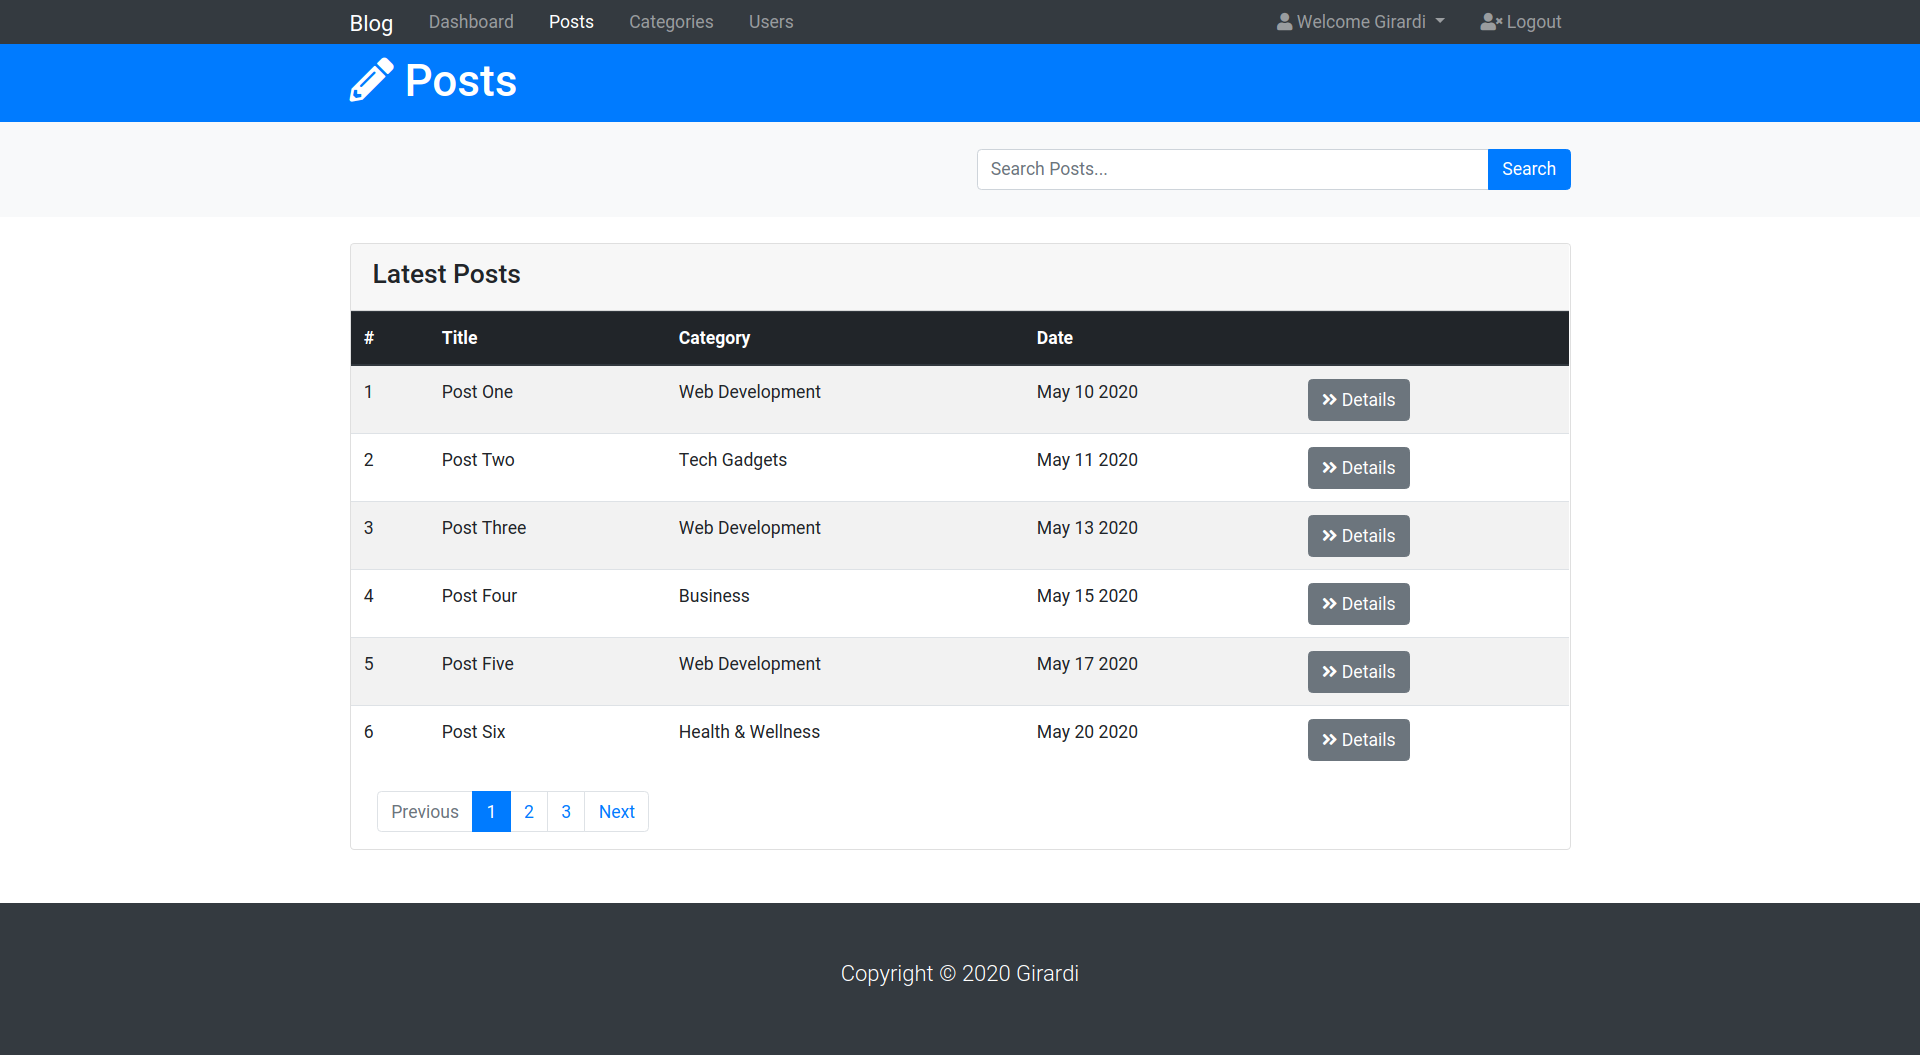 Blog Dashboard Posts Categories Users Welcome Girardi Logout
Posts
Search Posts... Search
Latest Posts
# Title Category Date
1 Post One Web Development May 10 2020 Details
2 Post Two Tech Gadgets May 11 2020 Details
3 Post Three Web Development May 13 2020 Details
4 Post Four Business May 15 2020 Details
5 Post Five Web Development May 17 2020 Details
6 Post Six Health & Wellness May 20 2020 Details
Previous 1 2 3 Next
Copyright © 2020 Girardi